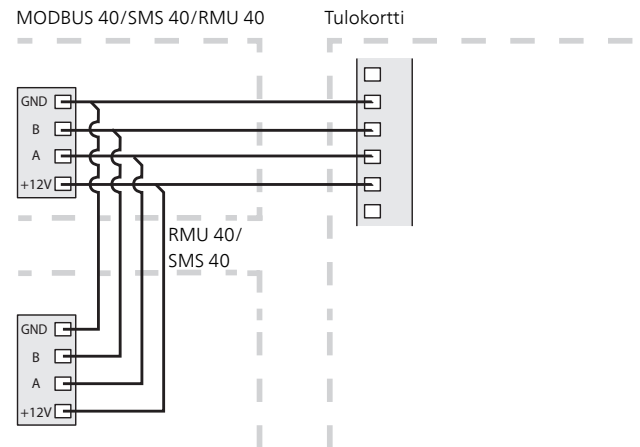 MODBUS 40/SMS 40/RMU 40
Tulokortti
GND
B
A
+12V
RMU 40/
SMS 40
GND
B
A
+12V